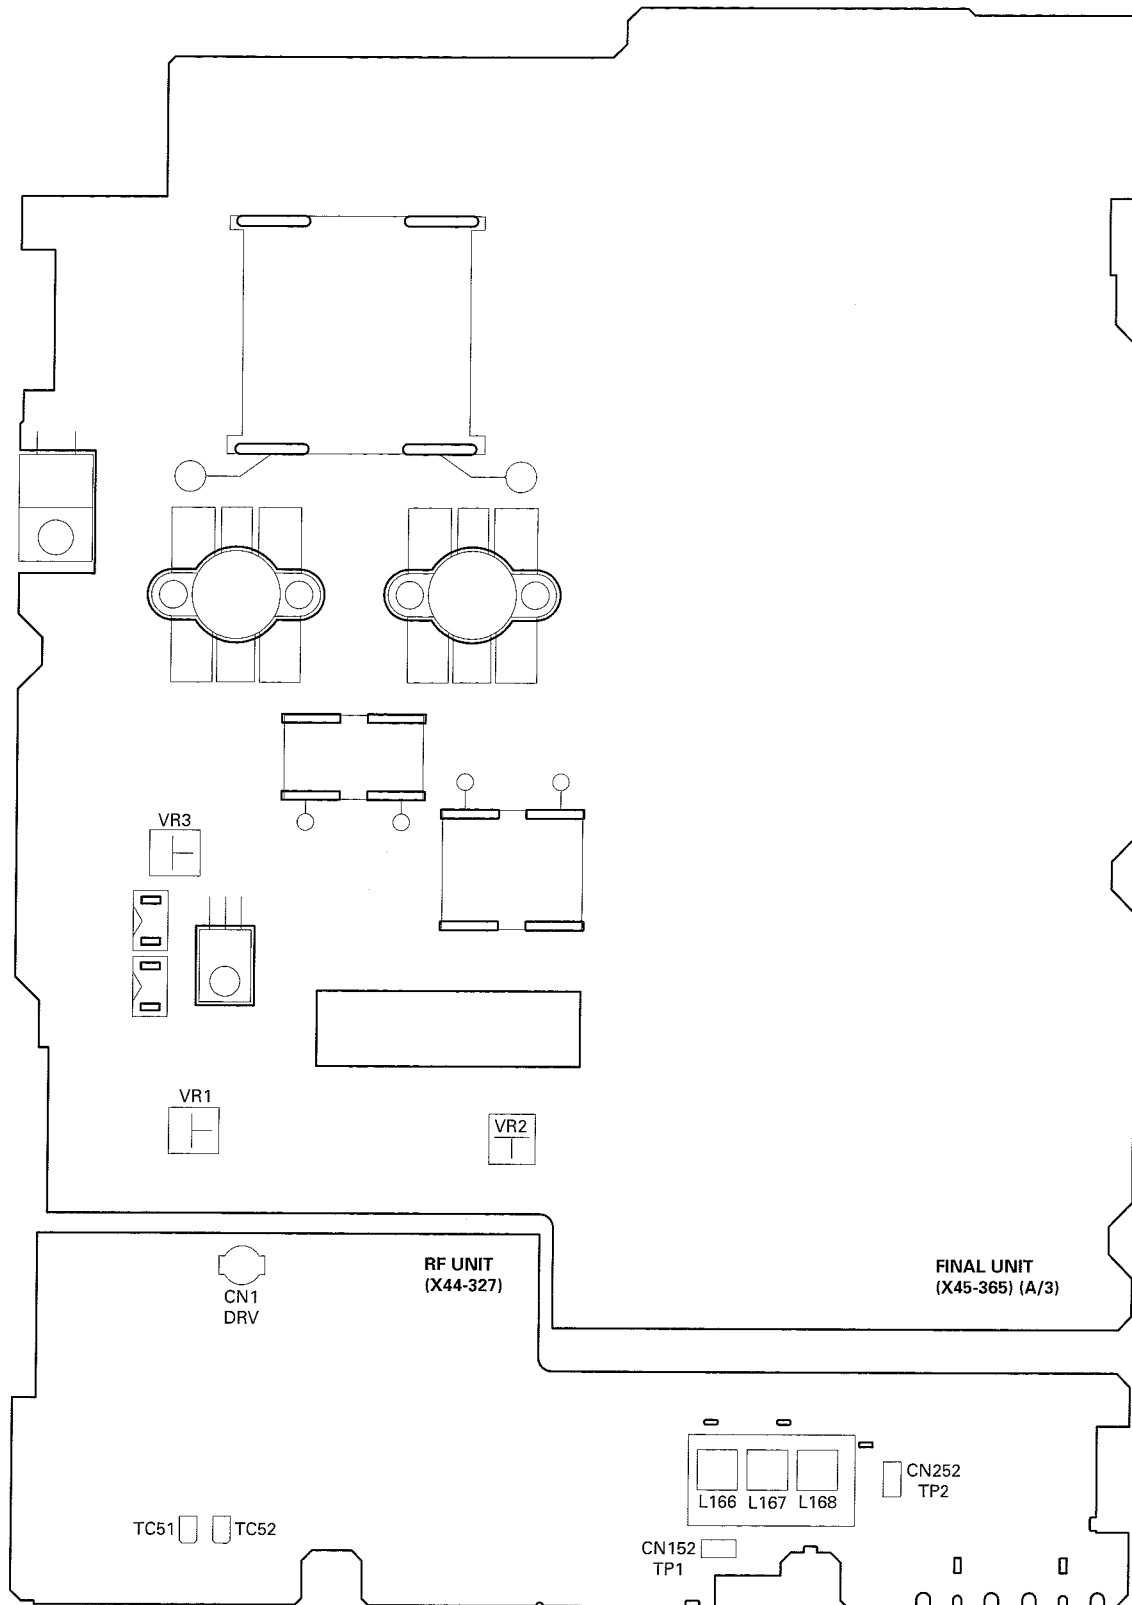 VR3
VR1
VR2
CN1
DRV
RF UNIT
(X44-327)
FINAL UNIT
(X45-365) (A/3)
L166
L167
L168
CN252
TP2
TC51
TC52
CN152
TP1